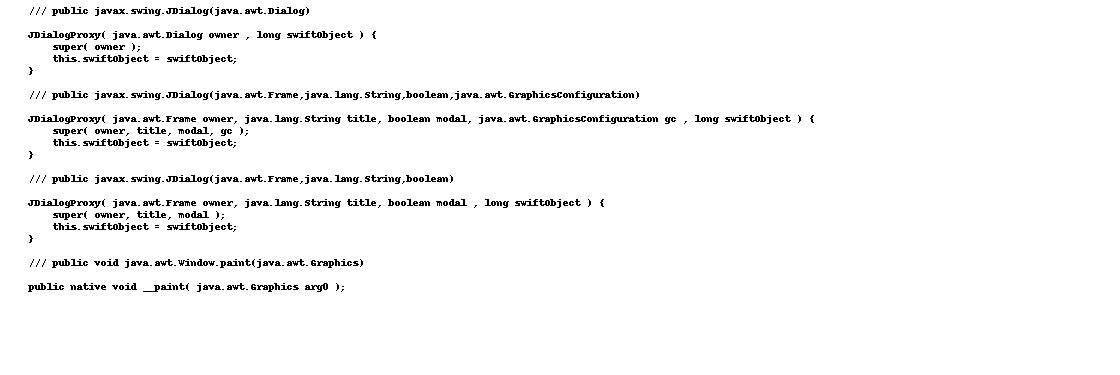 /// public javax.swing.JDialog(java.awt.Dialog)
JDialogProxy( java.awt.Dialog owner , long swiftObject ) {
super( owner );
this.swiftObject = swiftObject;
}
/// public javax.swing.JDialog(java.awt.Frame,java.lang.String,boolean,java.awt.GraphicsConfiguration)
JDialogProxy( java.awt.Frame owner, java.lang.String title, boolean modal, java.awt.GraphicsConfiguration gc , long swiftObject ) {
super( owner, title, modal, gc );
this.swiftObject = swiftObject;
}
/// public javax.swing.JDialog(java.awt.Frame,java.lang.String,boolean)
JDialogProxy( java.awt.Frame owner, java.lang.String title, boolean modal , long swiftObject ) {
super( owner, title, modal );
this.swiftObject = swiftObject;
}
/// public void java.awt.Window.paint(java.awt.Graphics)
public native void __paint( java.awt.Graphics arg0 );